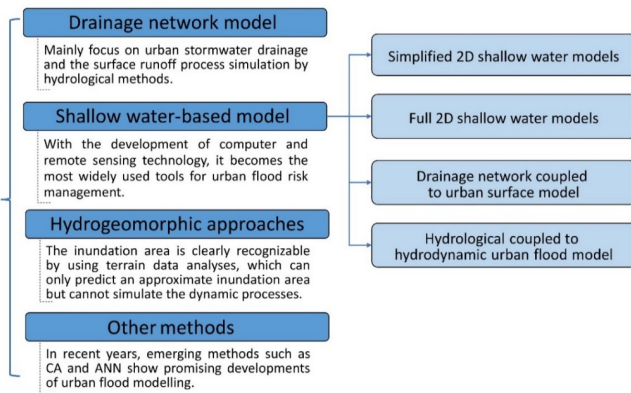 Drainage network model
Mainly focus on urban stormwater drainage
and the surface runoff process simulation by
hydrological methods.
Shallow water-based model
With the development of computer and
remote sensing technology, it becomes the
most widely used tools for urban flood risk
management.
Hydrogeomorphic approaches
The inundation area is clearly recognizable
by using terrain data analyses, which can
only predict an approximate inundation area
but cannot simulate the dynamic processes.
Other methods
In recent years, emerging methods such as
CA and ANN show promising developments
of urban flood modelling.
Simplified 2D shallow water models
Full 2D shallow water models
Drainage network coupled
to urban surface model
Hydrological coupled to
hydrodynamic urban flood model